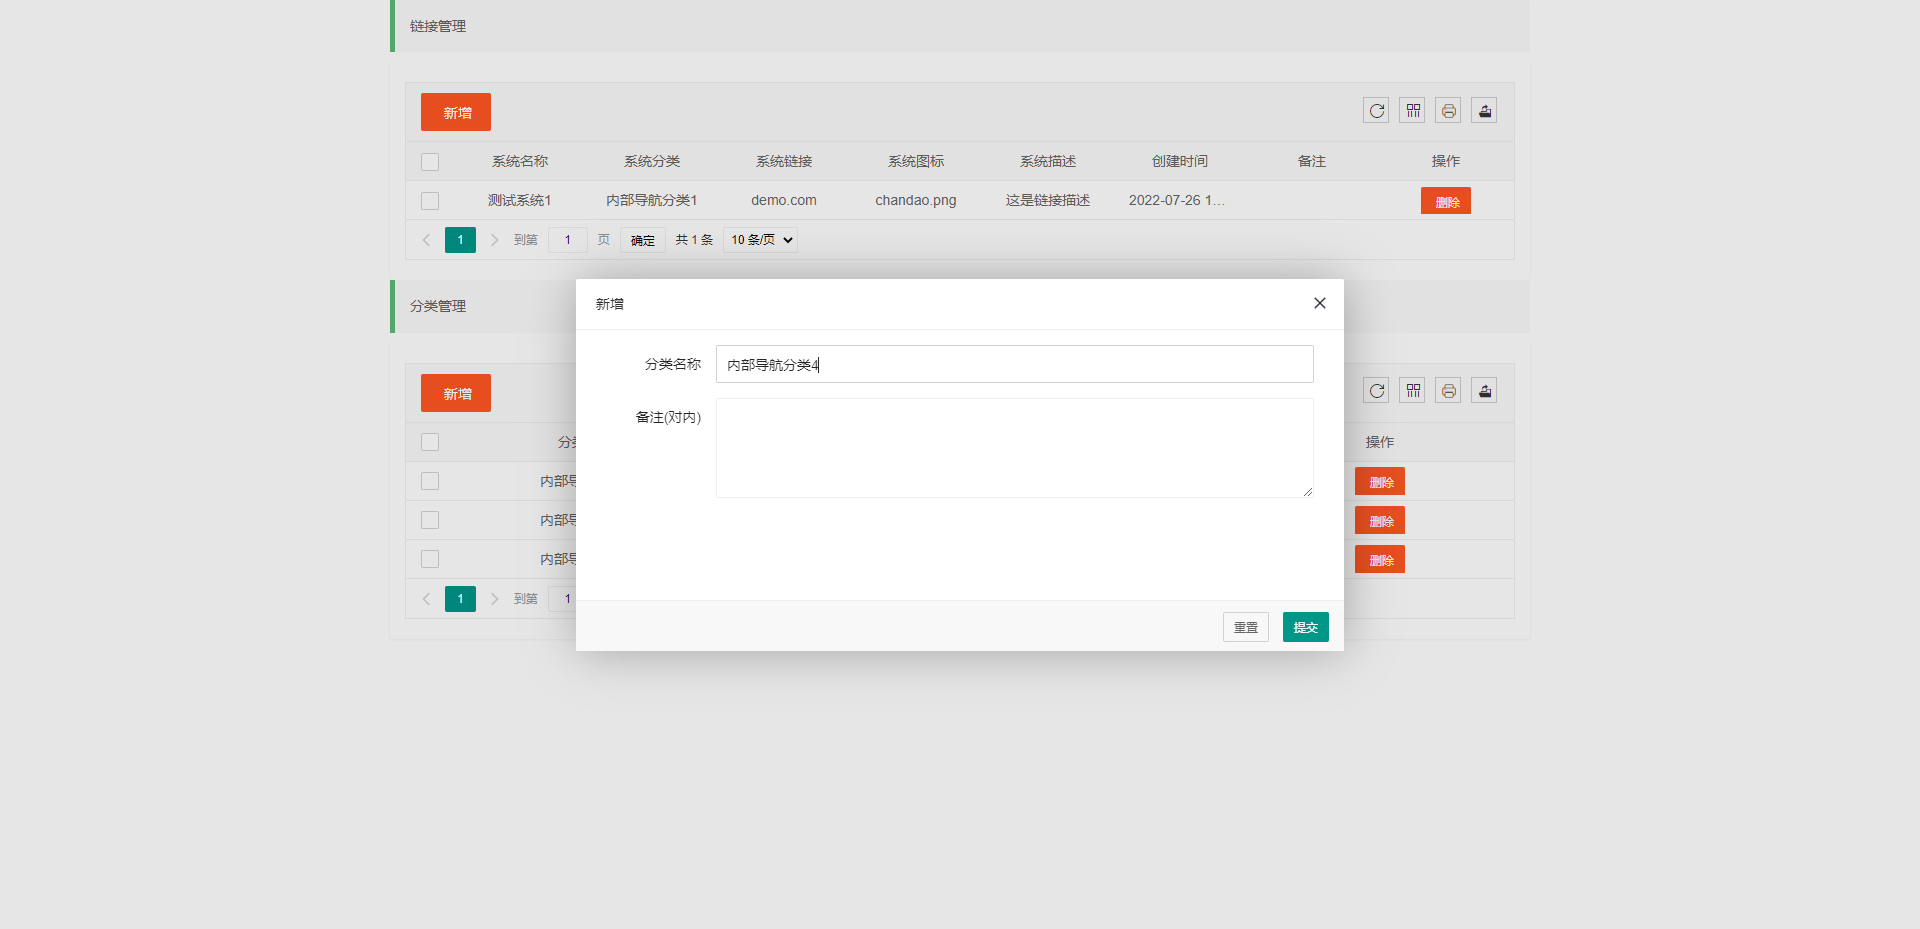 链接管理
新增
系统名称 系统分类 系统链接 系统图标 系统描述 创建时间 备注 操作
测试系统1 内部导航分类1 demo.com chandao.png 这是链接描述 2022-07-26 1... 删除
1 到第 1 页 确定 共 1 条 10 条/页
分类管理
新增
新增
分类名称 内部导航分类4
备注(对内)
操作
内部导 删除
内部导 删除
内部导 删除
1 到第 1
重置 提交